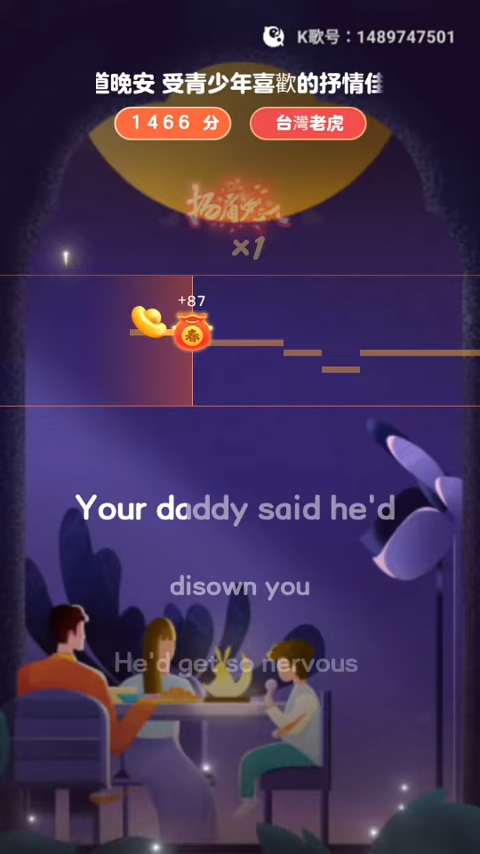 K歌号：1489747501
道晚安 受青少年喜歡的抒情佳
1466 分
台灣老虎
×1
+87
春
Your daddy said he'd
disown you
He'd get so nervous